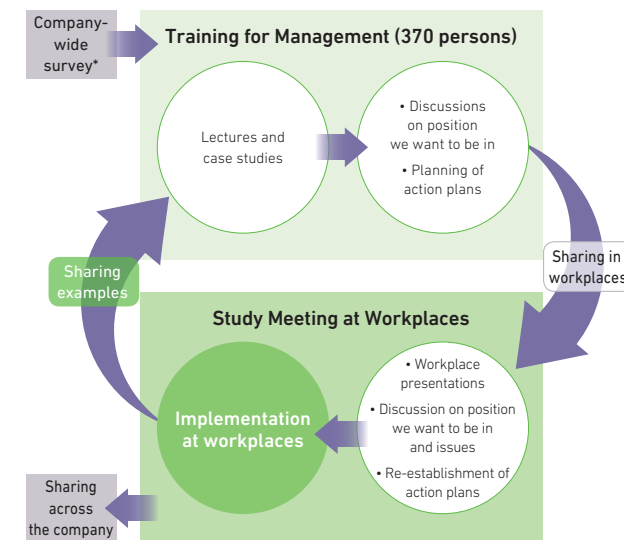 Company-
wide
survey*
Training for Management (370 persons)
Lectures and
case studies
• Discussions
on position
we want to be in
• Planning of
action plans
Sharing
examples
Sharing in
workplaces
Study Meeting at Workplaces
Implementation
at workplaces
• Workplace
presentations
• Discussion on position
we want to be in
and issues
• Re-establishment of
action plans
Sharing
across
the company